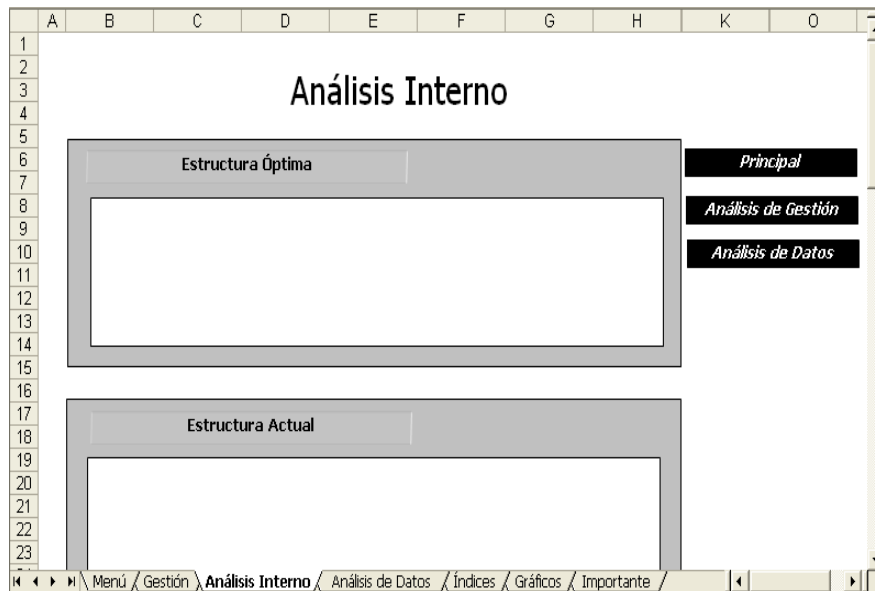 A B C D E F G H K O
1
2
3
4
Análisis Interno
5
6
7
Estructura Óptima
Principal
8
9
Análisis de Gestión
10
11
Análisis de Datos
12
13
14
15
16
17
18
Estructura Actual
19
20
21
22
23
Menú Gestión Análisis Interno Análisis de Datos Índices Gráficos Importante